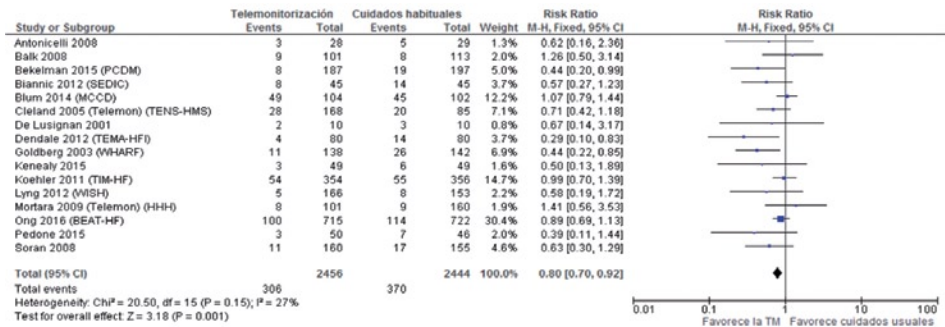 Telemonitorización Cuidados habituales Risk Ratio Risk Ratio
Study or Subgroup Events Total Events Total Weight M-H, Fixed, 95% CI M-H, Fixed, 95% CI
Antonicelli 2008 3 28 5 29 1.3% 0.62 [0.16, 2.36]
Balk 2008 9 101 8 113 2.0% 1.26 [0.50, 3.14]
Bekelman 2015 (PCDM) 8 187 19 197 5.0% 0.44 [0.20, 0.99]
Biannic 2012 (SEDIC) 8 45 14 45 3.8% 0.57 [0.27, 1.23]
Blum 2014 (MCCD) 49 104 45 102 12.2% 1.07 [0.79, 1.44]
Cleland 2005 (Telemon) (TENS-HMS) 28 168 20 85 7.1% 0.71 [0.42, 1.18]
De Lusignan 2001 2 10 3 10 0.8% 0.67 [0.14, 3.17]
Dendale 2012 (TEMA-HFI) 4 80 14 80 3.8% 0.29 [0.10, 0.83]
Goldberg 2003 (WHARF) 11 138 26 142 6.9% 0.44 [0.22, 0.85]
Kenealy 2015 3 49 6 49 1.6% 0.50 [0.13, 1.89]
Koehler 2011 (TIM-HF) 54 354 55 356 14.7% 0.99 [0.70, 1.39]
Lyng 2012 (WISH) 5 166 8 153 2.2% 0.58 [0.19, 1.72]
Mortara 2009 (Telemon) (HHH) 8 101 9 160 1.9% 1.41 [0.56, 3.53]
Ong 2016 (BEAT-HF) 100 715 114 722 30.4% 0.89 [0.69, 1.13]
Pedone 2015 3 50 7 46 2.0% 0.39 [0.11, 1.44]
Soran 2008 11 160 17 155 4.6% 0.63 [0.30, 1.29]
Total (95% CI) 2456 2444 100.0% 0.80 [0.70, 0.92]
Total events 306 370
Heterogeneity: Chi² = 20.50, df = 15 (P = 0.15); I² = 27%
Test for overall effect: Z = 3.18 (P = 0.001)
0.01 0.1 1 10 100
Favorece la TM Favorece cuidados usuales